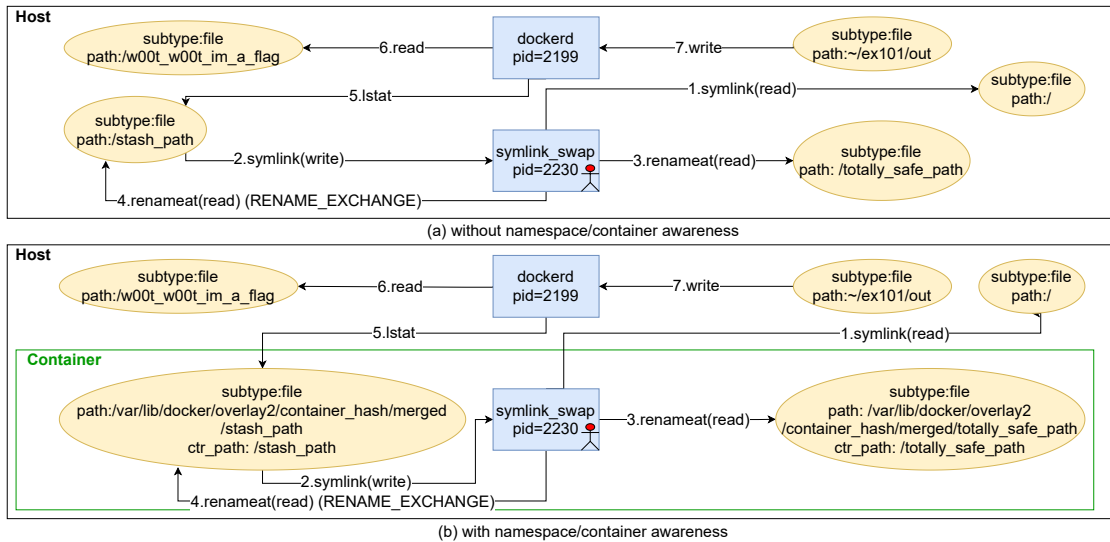 Host
subtype:file
path:/w00t_w00t_im_a_flag
6.read
dockerd
pid=2199
7.write
subtype:file
path:~/ex101/out
5.lstat
1.symlink(read)
subtype:file
path:/
subtype:file
path:/stash_path
2.symlink(write)
symlink_swap
pid=2230
3.renameat(read)
subtype:file
path: /totally_safe_path
4.renameat(read) (RENAME_EXCHANGE)
(a) without namespace/container awareness
Host
subtype:file
path:/w00t_w00t_im_a_flag
6.read
dockerd
pid=2199
7.write
subtype:file
path:~/ex101/out
subtype:file
path:/
5.lstat
1.symlink(read)
Container
subtype:file
path:/var/lib/docker/overlay2/container_hash/merged
/stash_path
ctr_path: /stash_path
symlink_swap
pid=2230
3.renameat(read)
subtype:file
path: /var/lib/docker/overlay2
/container_hash/merged/totally_safe_path
ctr_path: /totally_safe_path
2.symlink(write)
4.renameat(read) (RENAME_EXCHANGE)
(b) with namespace/container awareness